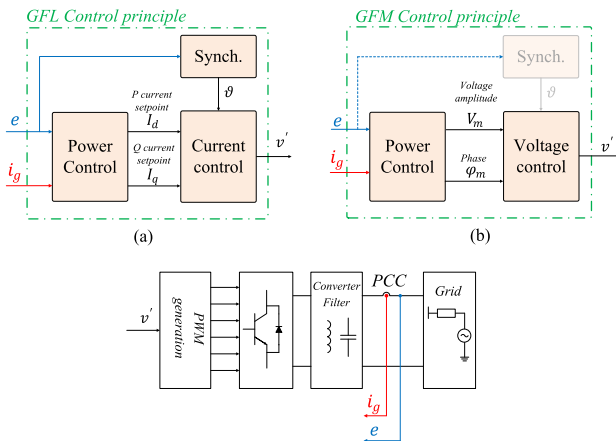 GFL Control principle
Synch.
P current
setpoint
ϑ
e
I_d
Power
Control
Q current
setpoint
Current
control
v'
i_g
I_q
(a)
GFM Control principle
Synch.
Voltage
amplitude
ϑ
e
V_m
Power
Control
Phase
Voltage
control
v'
i_g
φ_m
(b)
v'
PWM
generation
Converter
Filter
PCC
Grid
i_g
e